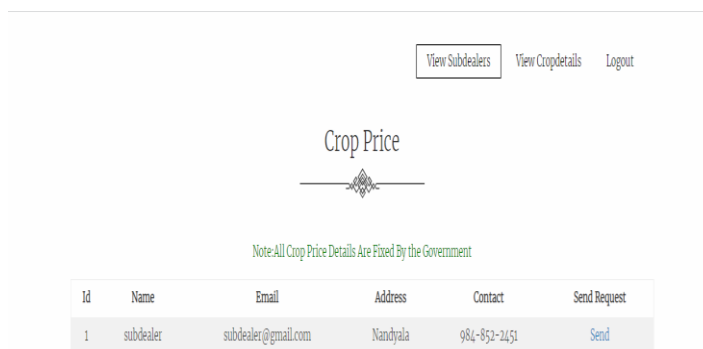 View Subdealers View Cropdetails Logout
Crop Price
Note:All Crop Price Details Are Fixed By the Government
Id Name Email Address Contact Send Request
1 subdealer subdealer@gmail.com Nandyala 984-852-2451 Send